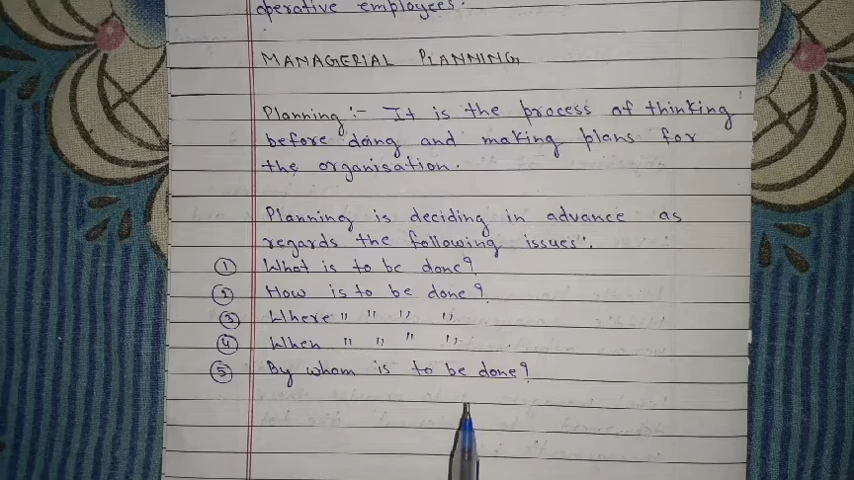 operative employees.
MANAGERIAL PLANNING
Planning :- It is the process of thinking
before doing and making plans for
the organisation.
Planning is deciding in advance as
regards the following issues:.
① What is to be done?
② How is to be done?
③ Where " " " "
④ When " " " "
⑤ By whom is to be done?